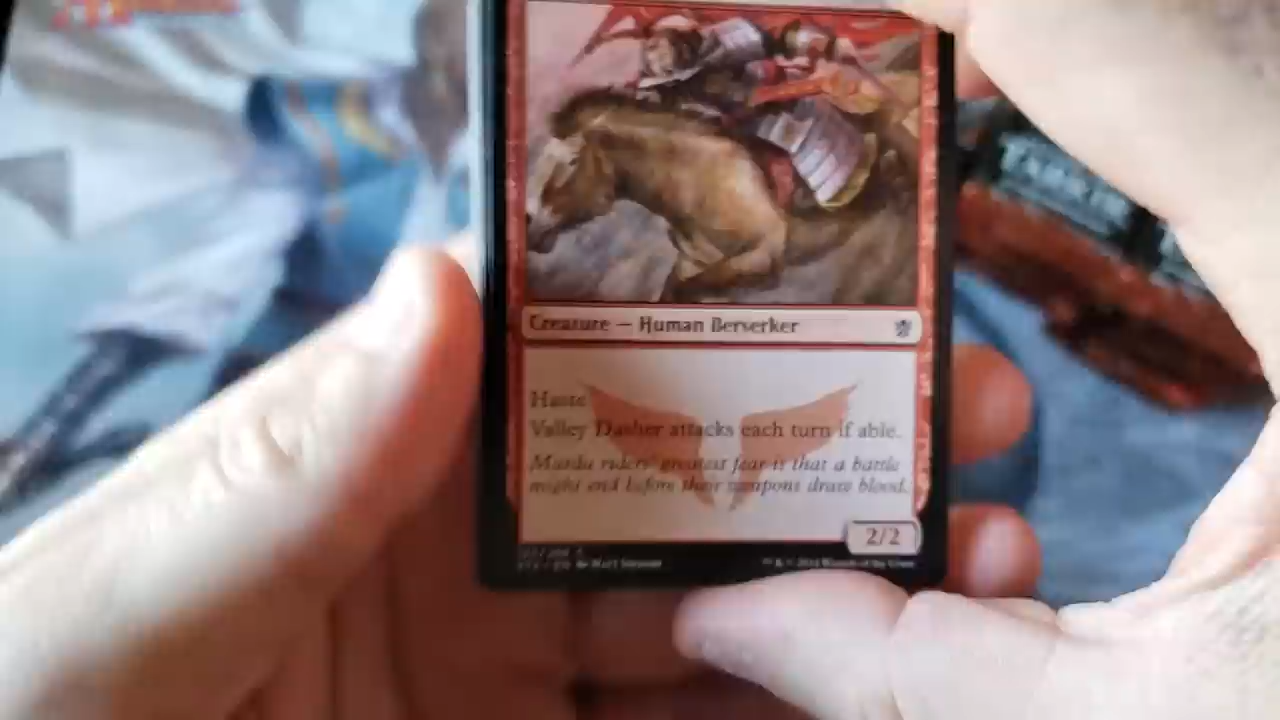 Creature — Human Berserker
Haste
Valley Dasher attacks each turn if able.
Mardu riders' greatest fear is that a battle
might end before their weapons draw blood.
2/2